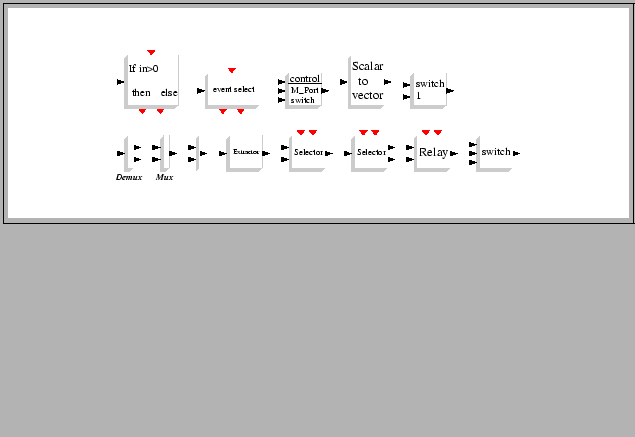 If in>0
then else
event select
control
M_Port
switch
Scalar
to
vector
switch
1
Demux
Mux
Extractor
Selector
Selector
Relay
switch